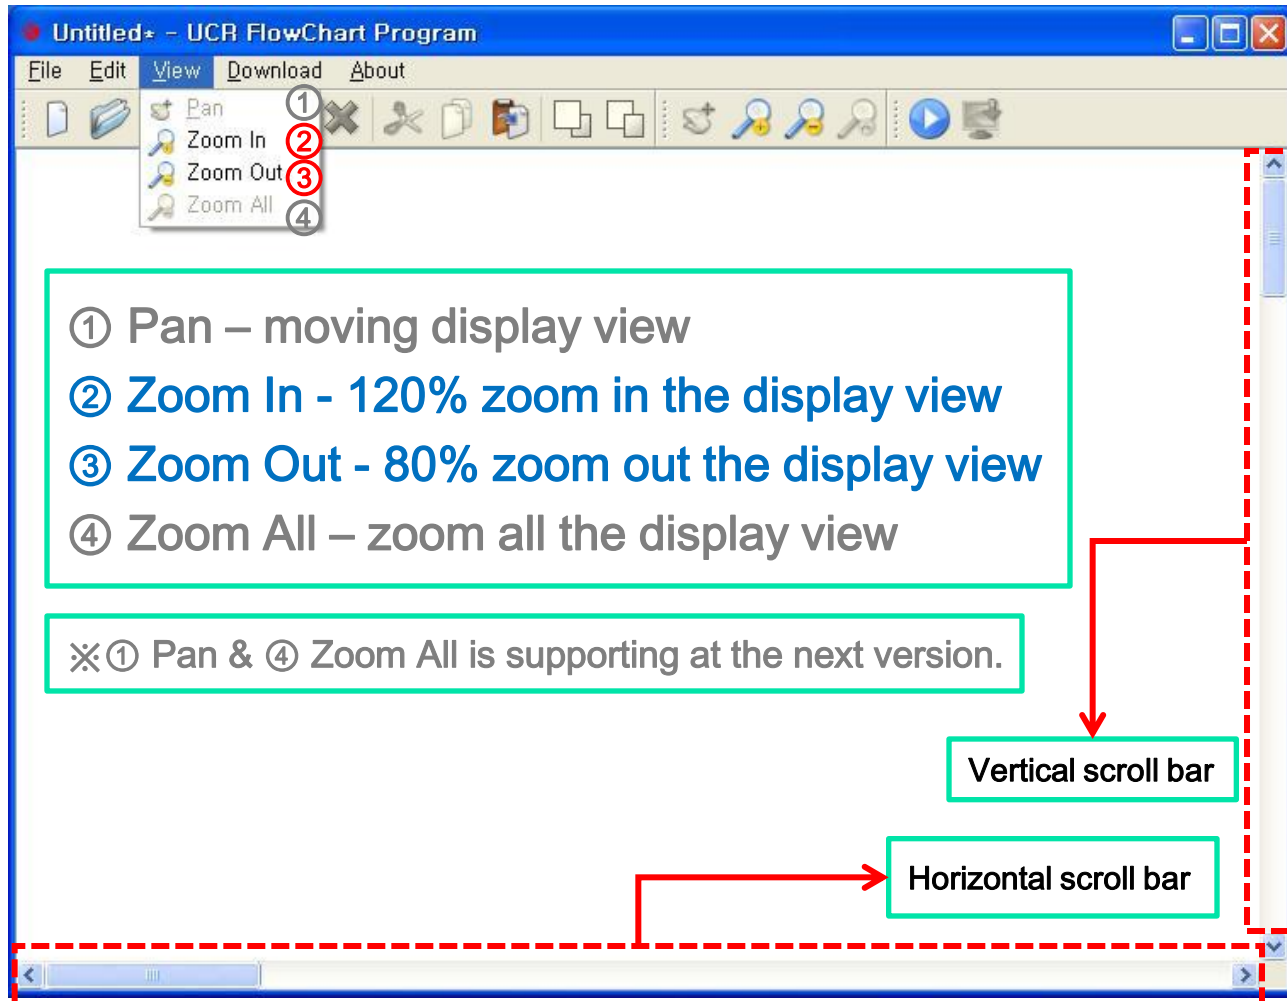 Untitled* - UCR FlowChart Program
File Edit View Download About
Pan ①
Zoom In ②
Zoom Out ③
Zoom All ④
① Pan – moving display view
② Zoom In - 120% zoom in the display view
③ Zoom Out - 80% zoom out the display view
④ Zoom All – zoom all the display view
※① Pan & ④ Zoom All is supporting at the next version.
Vertical scroll bar
Horizontal scroll bar